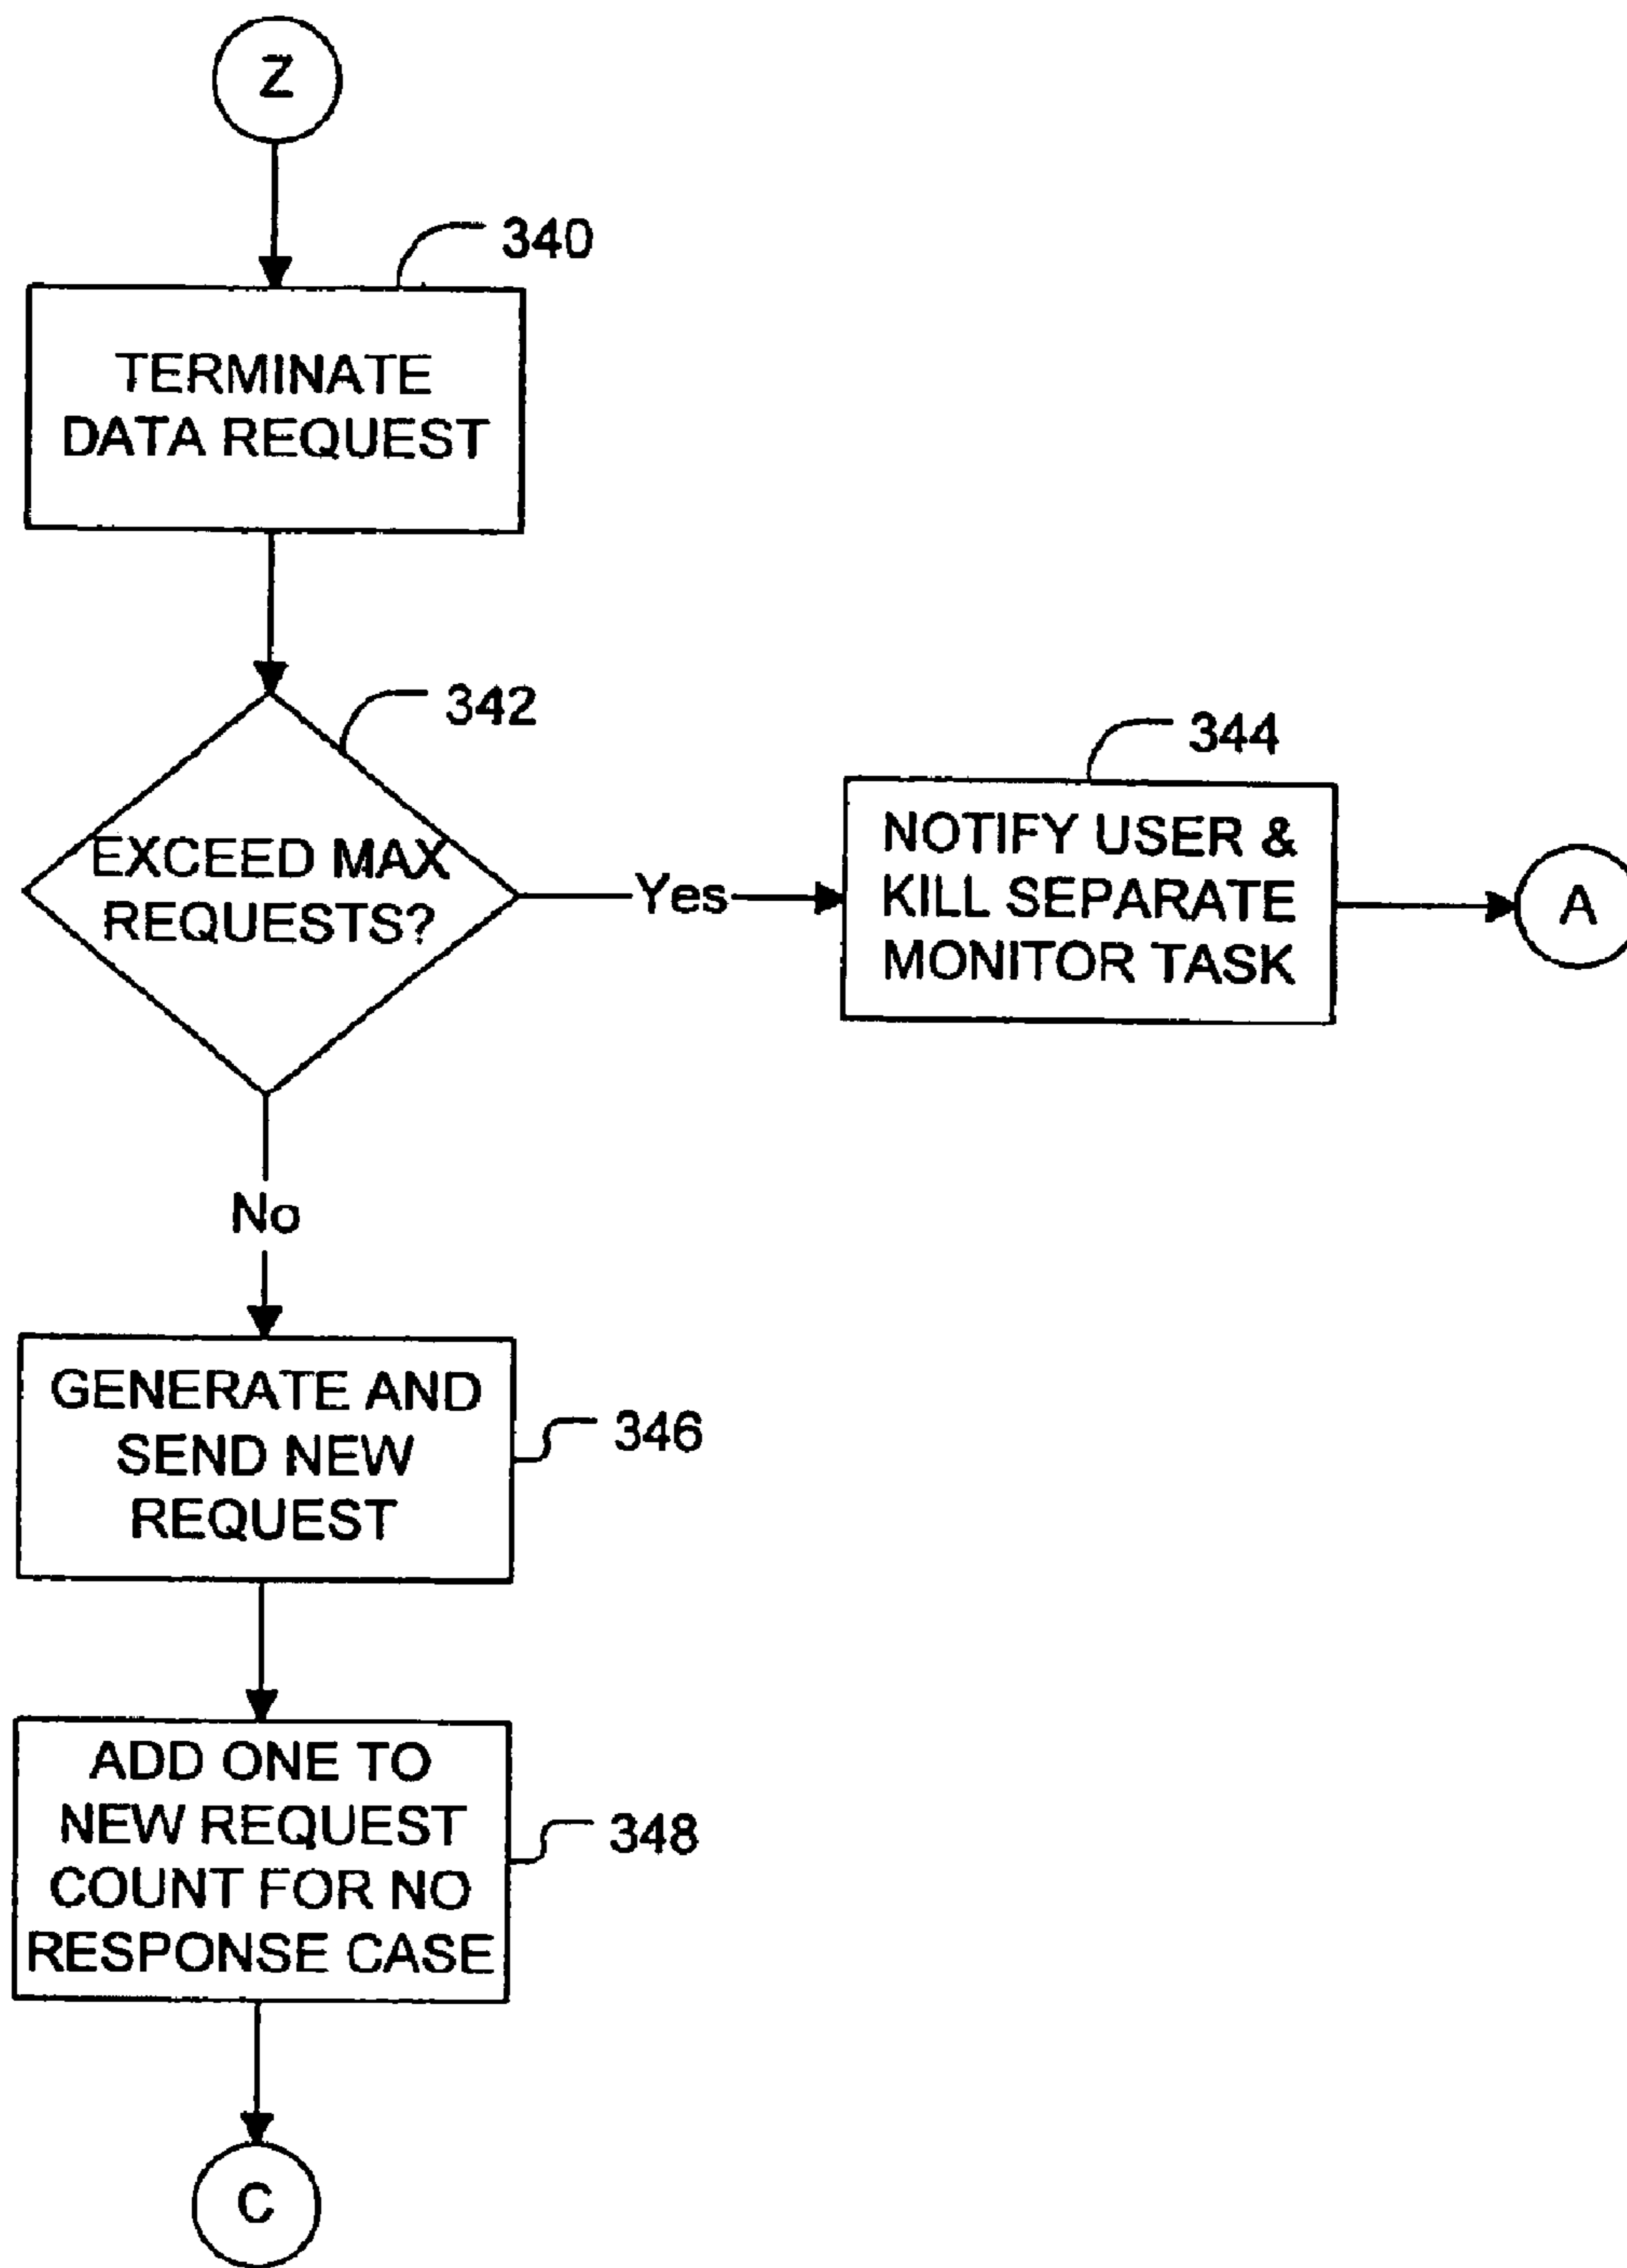 Z
340
TERMINATE
DATA REQUEST
342
EXCEED MAX
REQUESTS?
Yes
344
NOTIFY USER &
KILL SEPARATE
MONITOR TASK
A
No
GENERATE AND
SEND NEW
REQUEST
346
ADD ONE TO
NEW REQUEST
COUNT FOR NO
RESPONSE CASE
348
C